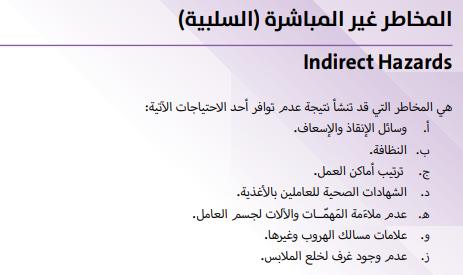 المخاطر غير المباشرة (السلبية)
Indirect Hazards
هي المخاطر التي قد تنشأ نتيجة عدم توافر أحد الاحتياجات الآتية:
أ. وسائل الإنقاذ والإسعاف.
ب. النظافة.
ج. ترتيب أماكن العمل.
د. الشهادات الصحية للعاملين بالأغذية.
هـ. عدم ملاءمة المَهمّـات والآلات لجسم العامل.
و. علامات مسالك الهروب وغيرها.
ز. عدم وجود غرف لخلع الملابس.